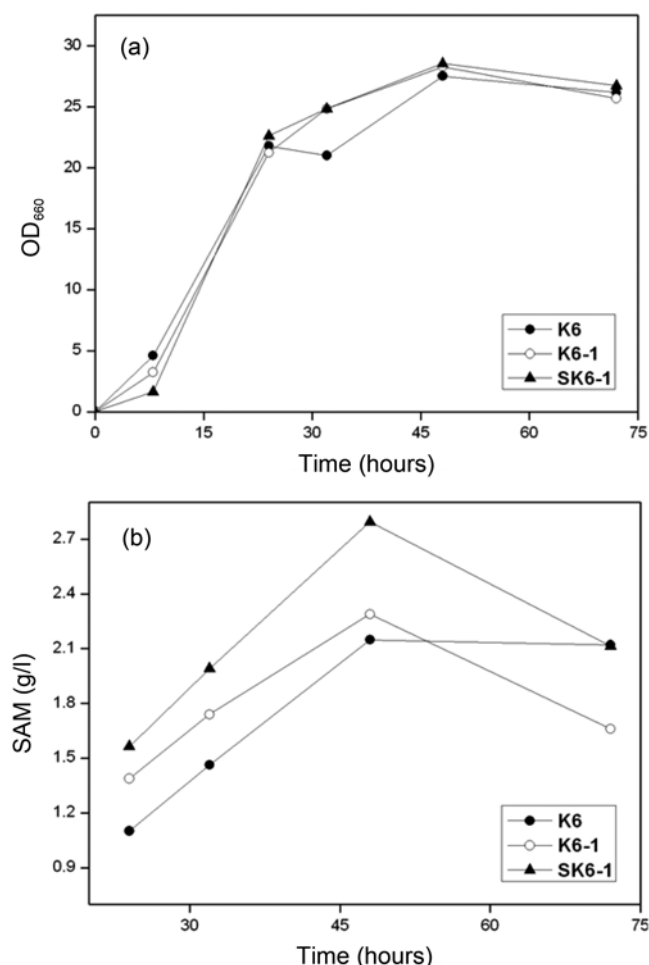 (a)
30
25
20
15
10
5
0
OD₆₆₀
K6
K6-1
SK6-1
0 15 30 45 60 75
Time (hours)
(b)
2.7
2.4
2.1
1.8
1.5
1.2
0.9
SAM (g/l)
K6
K6-1
SK6-1
30 45 60 75
Time (hours)